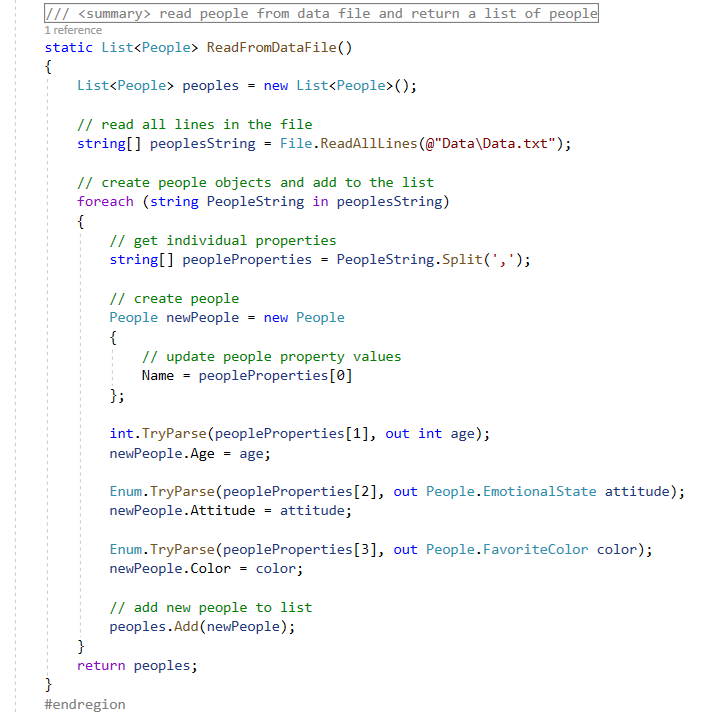 /// <summary> read people from data file and return a list of people
1 reference
static List<People> ReadFromDataFile()
{
    List<People> peoples = new List<People>();

    // read all lines in the file
    string[] peoplesString = File.ReadAllLines(@"Data\Data.txt");

    // create people objects and add to the list
    foreach (string PeopleString in peoplesString)
    {
        // get individual properties
        string[] peopleProperties = PeopleString.Split(',');

        // create people
        People newPeople = new People
        {
            // update people property values
            Name = peopleProperties[0]
        };

        int.TryParse(peopleProperties[1], out int age);
        newPeople.Age = age;

        Enum.TryParse(peopleProperties[2], out People.EmotionalState attitude);
        newPeople.Attitude = attitude;

        Enum.TryParse(peopleProperties[3], out People.FavoriteColor color);
        newPeople.Color = color;

        // add new people to list
        peoples.Add(newPeople);
    }
    return peoples;
}
#endregion